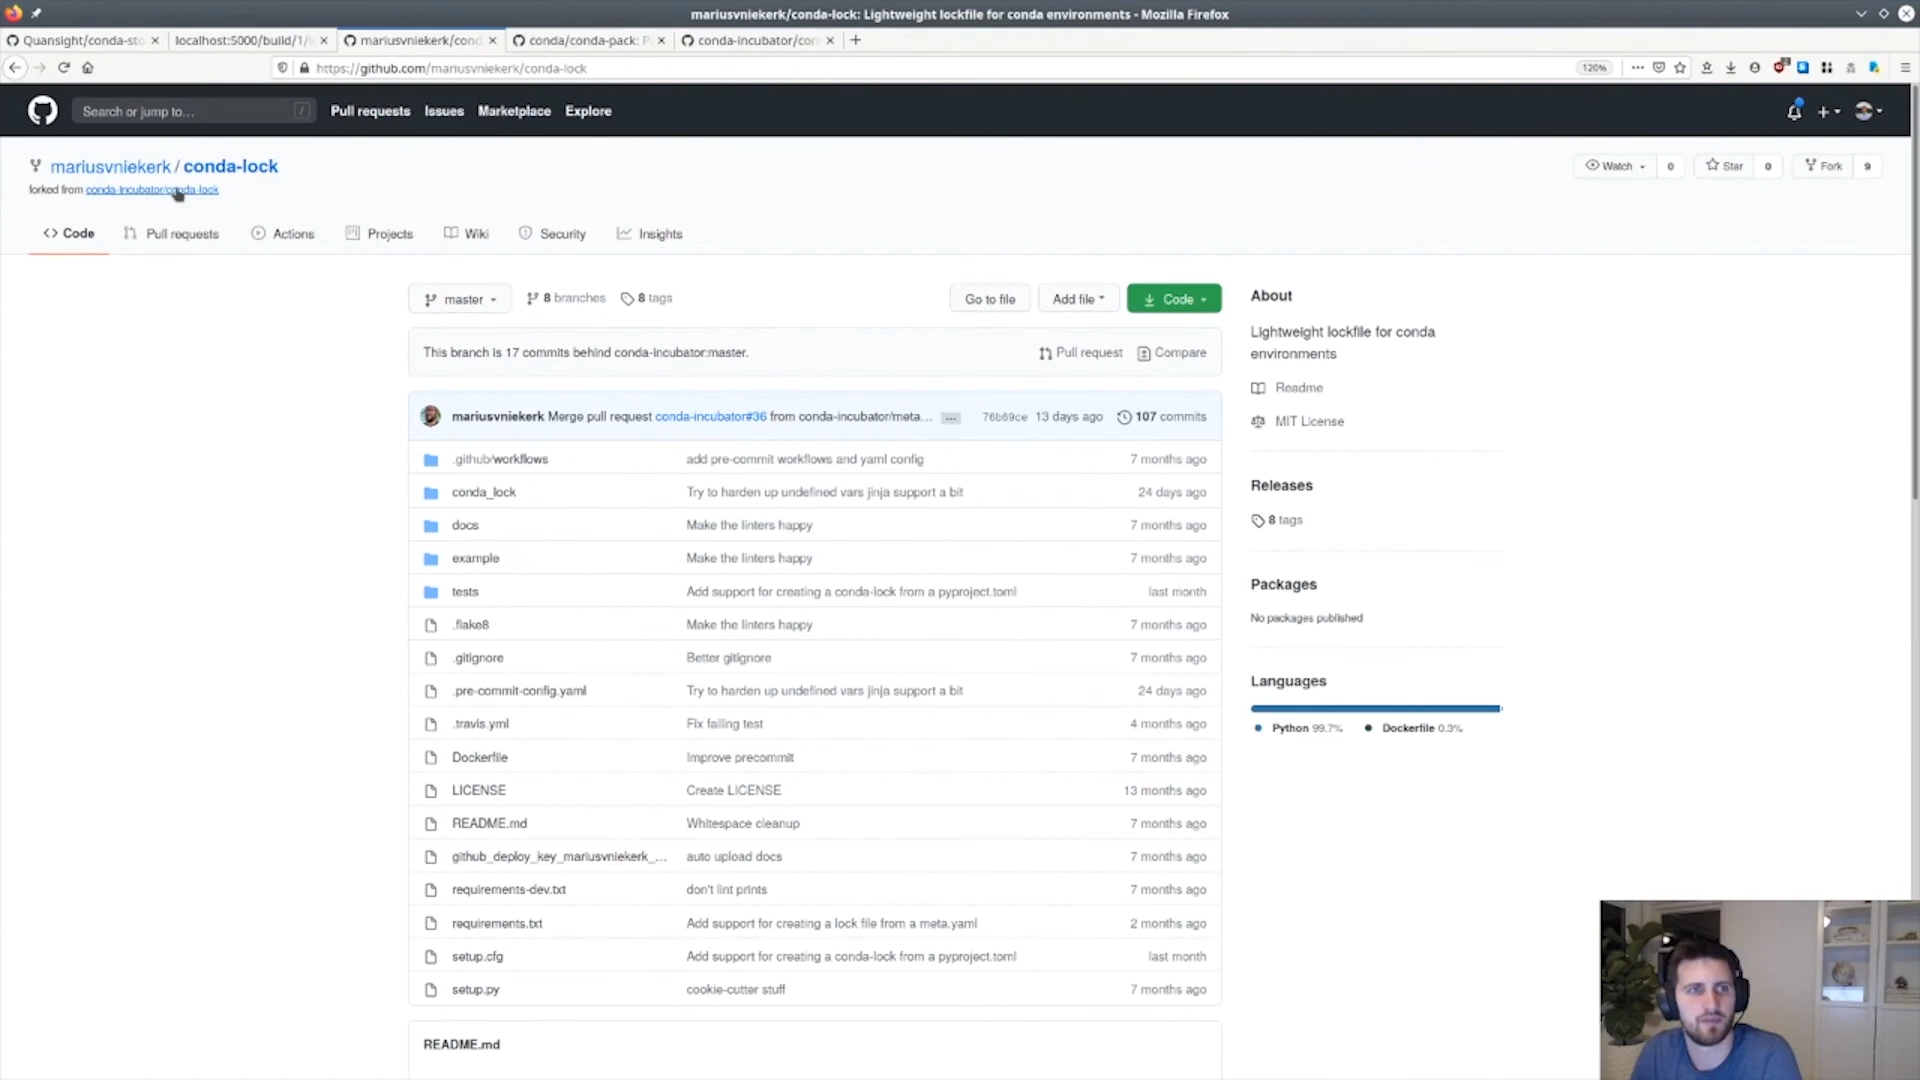 mariusvniekerk/conda-lock: Lightweight lockfile for conda environments - Mozilla Firefox
Quansight/conda-sto
localhost:5000/build/1/
mariusvniekerk/cond
conda/conda-pack: P
conda-incubator/con
https://github.com/mariusvniekerk/conda-lock
120%
Search or jump to…
/
Pull requests
Issues
Marketplace
Explore
mariusvniekerk / conda-lock
forked from conda-incubator/conda-lock
Watch
0
Star
0
Fork
9
Code
Pull requests
Actions
Projects
Wiki
Security
Insights
master
8 branches
8 tags
Go to file
Add file
Code
This branch is 17 commits behind conda-incubator:master.
Pull request
Compare
mariusvniekerk Merge pull request conda-incubator#36 from conda-incubator/meta… ...
76b69ce 13 days ago
107 commits
.github/workflows
add pre-commit workflows and yaml config
7 months ago
conda_lock
Try to harden up undefined vars jinja support a bit
24 days ago
docs
Make the linters happy
7 months ago
example
Make the linters happy
7 months ago
tests
Add support for creating a conda-lock from a pyproject.toml
last month
.flake8
Make the linters happy
7 months ago
.gitignore
Better gitignore
7 months ago
.pre-commit-config.yaml
Try to harden up undefined vars jinja support a bit
24 days ago
.travis.yml
Fix failing test
4 months ago
Dockerfile
Improve precommit
7 months ago
LICENSE
Create LICENSE
13 months ago
README.md
Whitespace cleanup
7 months ago
github_deploy_key_mariusvniekerk_…
auto upload docs
7 months ago
requirements-dev.txt
don't lint prints
7 months ago
requirements.txt
Add support for creating a lock file from a meta.yaml
2 months ago
setup.cfg
Add support for creating a conda-lock from a pyproject.toml
last month
setup.py
cookie-cutter stuff
7 months ago
README.md
About
Lightweight lockfile for conda
environments
Readme
MIT License
Releases
8 tags
Packages
No packages published
Languages
Python 99.7%
Dockerfile 0.3%